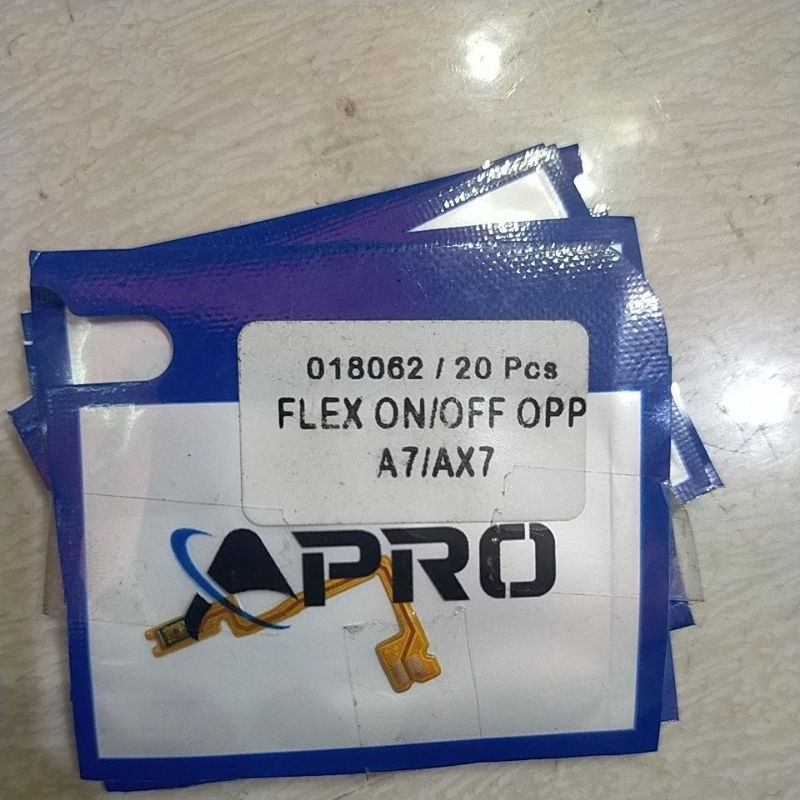 018062 / 20 Pcs
FLEX ON/OFF OPP
A7/AX7
APRO